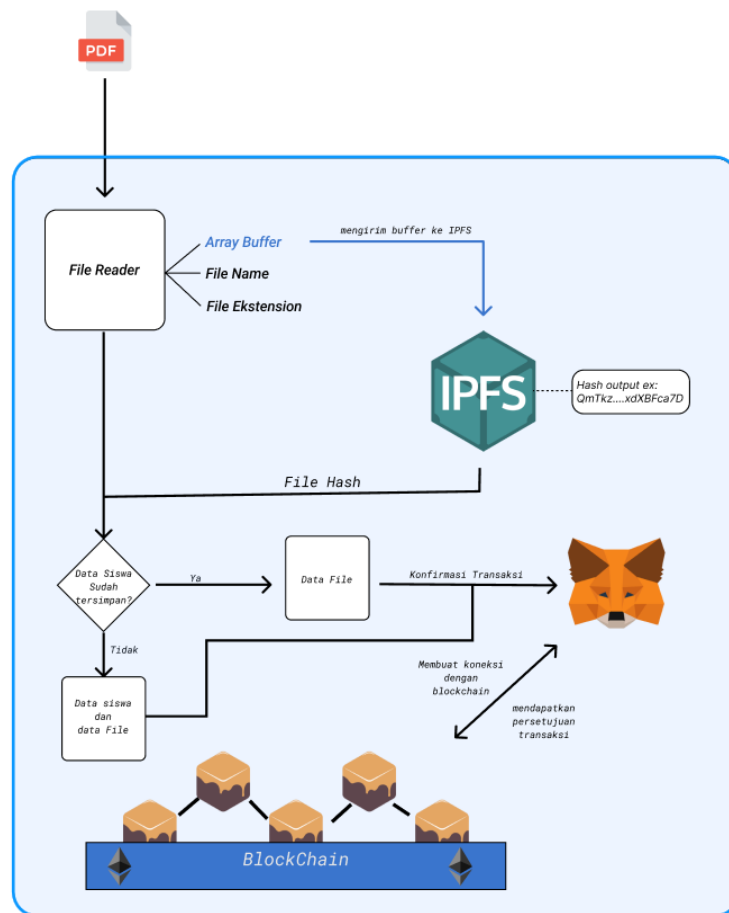 PDF
File Reader
Array Buffer
File Name
File Ekstension
mengirim buffer ke IPFS
IPFS
Hash output ex:
QmTkz....xdXBFca7D
File Hash
Data Siswa
Sudah
tersimpan?
Ya
Data File
Konfirmasi Transaksi
Tidak
Data siswa
dan
data File
Membuat koneksi
dengan
blockchain
mendapatkan
persetujuan
transaksi
BlockChain